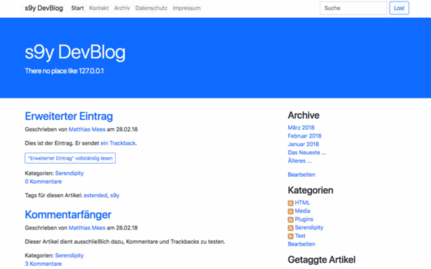 s9y DevBlog Start Kontakt Archiv Datenschutz Impressum Suche Los!
s9y DevBlog
There no place like 127.0.0.1
Erweiterter Eintrag
Geschrieben von Matthias Mees am 28.02.18
Dies ist der Eintrag. Er sendet ein Trackback.
"Erweiterter Eintrag" vollständig lesen
Kategorien: Serendipity
0 Kommentare
Tags für diesen Artikel: extended, s9y
Kommentarfänger
Geschrieben von Matthias Mees am 28.02.18
Dieser Artikel dient ausschließlich dazu, Kommentare und Trackbacks zu testen.
Kategorien: Serendipity
3 Kommentare
Archive
März 2018
Februar 2018
Januar 2018
Das Neueste ...
Älteres ...
Bearbeiten
Kategorien
HTML
Media
Plugins
Serendipity
Text
Bearbeiten
Getaggte Artikel